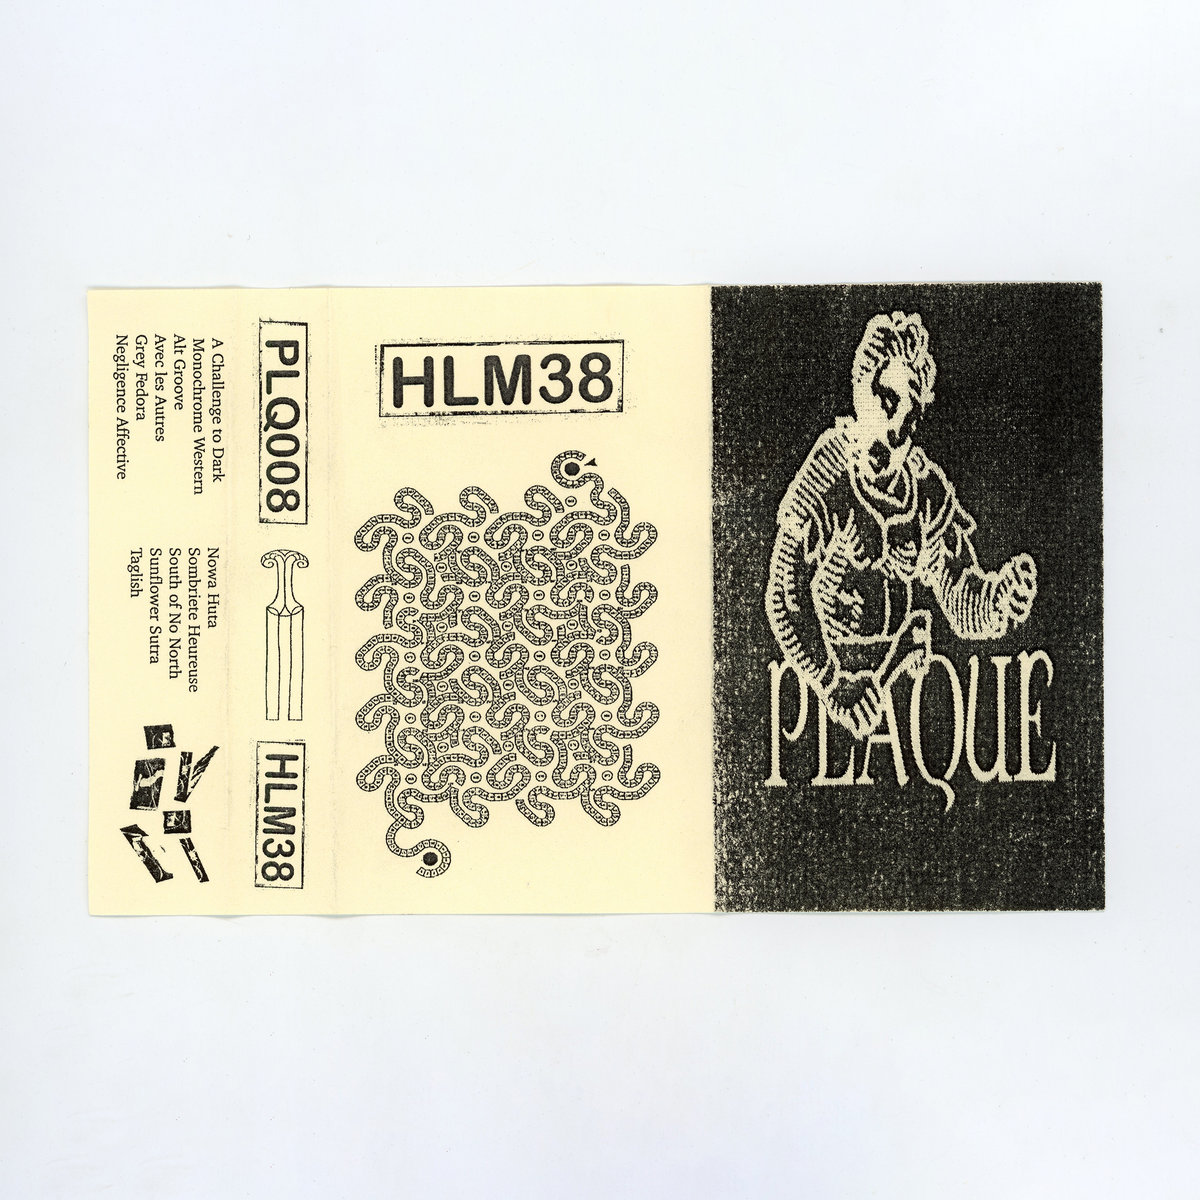 A Challenge to Dark
Monochrome Western
Alt Groove
Avec les Autres
Grey Fedora
Negligence Affective
Nowa Huta
Sombriete Heureuse
South of No North
Sunflower Sutra
Taglish
PLQ008
HLM38
HLM38
PLAQUE